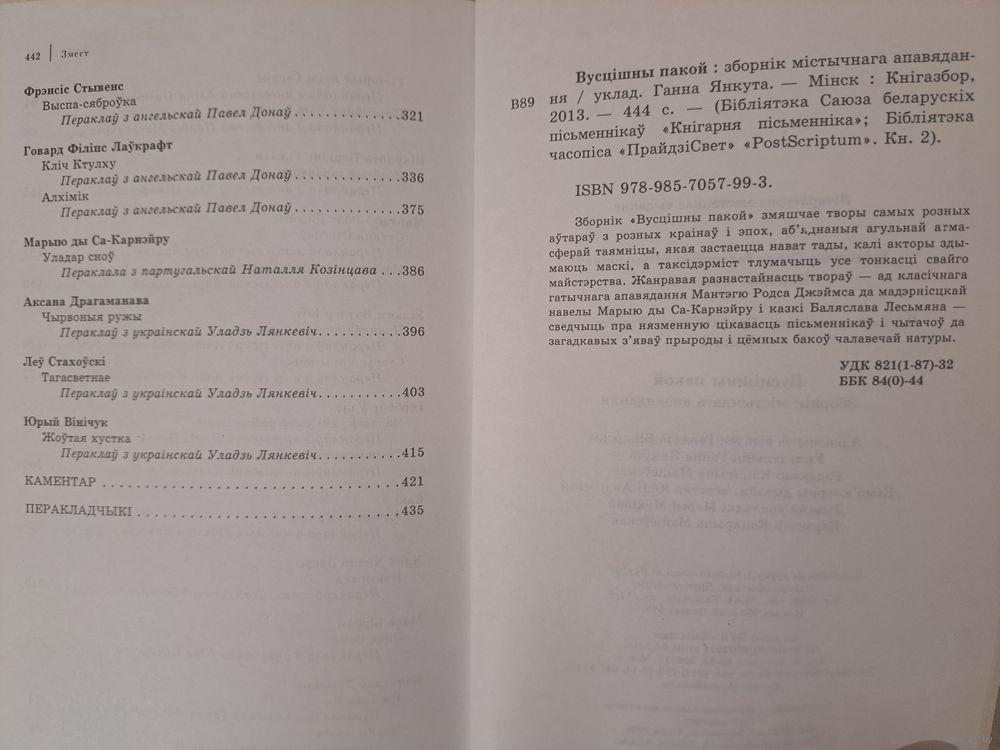 442 | Змест
Фрэнсіс Стывенс
Выспа-сяброўка
Пераклаў з ангельскай Павел Донаў . . . . . . . . . . . . 321
Говард Філіпс Лаўкрафт
Кліч Ктулху
Пераклаў з ангельскай Павел Донаў . . . . . . . . . . . . 336
Алхімік
Пераклаў з ангельскай Павел Донаў . . . . . . . . . . . . 375
Марыю ды Са-Карнэйру
Уладар сноў
Пераклала з партугальскай Наталля Козінцава . . . 386
Аксана Драгаманава
Чырвоныя ружы
Пераклаў з украінскай Уладзь Лянкевіч . . . . . . . . . . 396
Леў Стахоўскі
Тагасветнае
Пераклаў з украінскай Уладзь Лянкевіч . . . . . . . . . . 403
Юрый Вінічук
Жоўтая хустка
Пераклаў з украінскай Уладзь Лянкевіч . . . . . . . . . . 415
КАМЕНТАР . . . . . . . . . . . . . . . . . . . . . . . . . . . . . . . . . 421
ПЕРАКЛАДЧЫКІ . . . . . . . . . . . . . . . . . . . . . . . . . . . . . 435
Вусцішны пакой : зборнік містычнага апавядан-
В89 ня / уклад. Ганна Янкута. — Мінск : Кнігазбор,
2013. — 444 с. — (Бібліятэка Саюза беларускіх
пісьменнікаў «Кнігарня пісьменніка»; Бібліятэка
часопіса «ПрайдзіСвет» «PostScriptum». Кн. 2).
ISBN 978-985-7057-99-3.
Зборнік «Вусцішны пакой» змяшчае творы самых розных
аўтараў з розных краінаў і эпох, аб’яднаныя агульнай атма-
сферай таямніцы, якая застаецца нават тады, калі акторы зды-
маюць маскі, а таксідэрміст тлумачыць усе тонкасці свайго
майстэрства. Жанравая разнастайнасць твораў — ад класічнага
гатычнага апавядання Мантэгю Родса Джэймса да мадэрнісцкай
навелы Марыю ды Са-Карнэйру і казкі Баляслава Лесьмяна —
сведчыць пра нязменную цікавасць пісьменнікаў і чытачоў да
загадкавых з’яваў прыроды і цёмных бакоў чалавечай натуры.
УДК 821(1-87)-32
ББК 84(0)-44